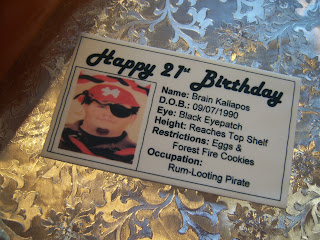 Happy 21st Birthday
Name: Brain Kaliapos
D.O.B.: 09/07/1990
Eye: Black Eyepatch
Height: Reaches Top Shelf
Restrictions: Eggs &
Forest Fire Cookies
Occupation:
Rum-Looting Pirate